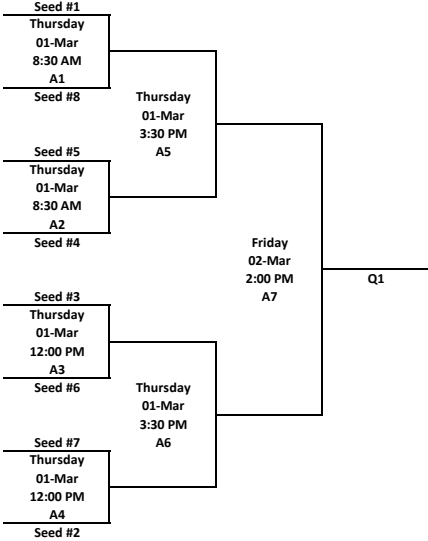 Seed #1
Thursday
01-Mar
8:30 AM
A1
Seed #8
Thursday
01-Mar
3:30 PM
A5
Seed #5
Thursday
01-Mar
8:30 AM
A2
Seed #4
Friday
02-Mar
2:00 PM
A7
Q1
Seed #3
Thursday
01-Mar
12:00 PM
A3
Seed #6
Thursday
01-Mar
3:30 PM
A6
Seed #7
Thursday
01-Mar
12:00 PM
A4
Seed #2